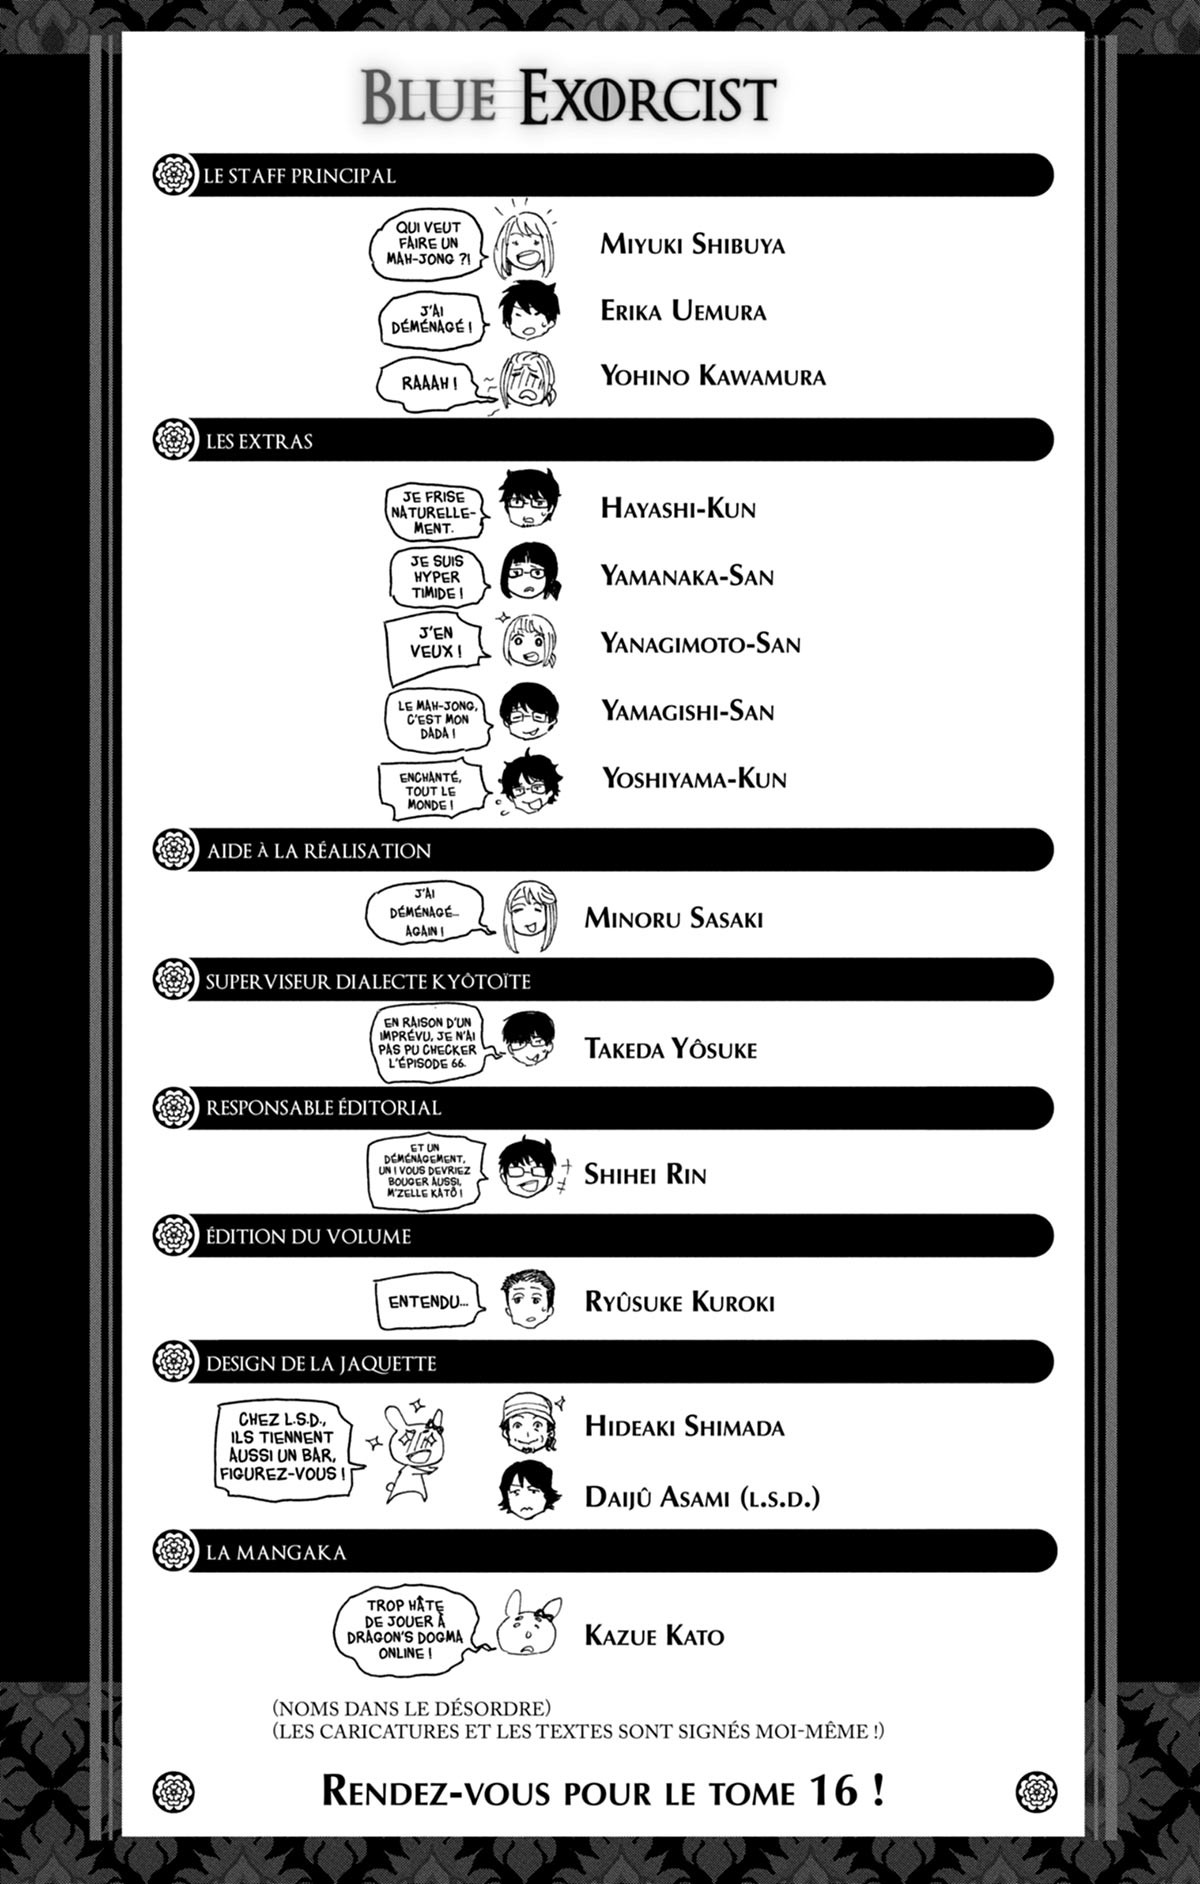 BLUE EXORCIST
LE STAFF PRINCIPAL
QUI VEUT
FAIRE UN
MAH-JONG ?!
MIYUKI SHIBUYA
J'AI
DÉMÉNAGÉ !
ERIKA UEMURA
RAAAH !
YOHINO KAWAMURA
LES EXTRAS
JE FRISE
NATURELLE-
MENT.
HAYASHI-KUN
JE SUIS
HYPER
TIMIDE !
YAMANAKA-SAN
J'EN
VEUX !
YANAGIMOTO-SAN
LE MAH-JONG,
C'EST MON
DADA !
YAMAGISHI-SAN
ENCHANTÉ,
TOUT LE
MONDE !
YOSHIYAMA-KUN
AIDE À LA RÉALISATION
J'AI
DÉMÉNAGÉ...
AGAIN !
MINORU SASAKI
SUPERVISEUR DIALECTE KYÔTOÏTE
EN RAISON D'UN
IMPRÉVU, JE N'AI
PAS PU CHECKER
L'ÉPISODE 66.
TAKEDA YÔSUKE
RESPONSABLE ÉDITORIAL
ET UN
DÉMÉNAGEMENT,
UN ! VOUS DEVRIEZ
BOUGER AUSSI,
M'ZELLE KATÔ !
SHIHEI RIN
ÉDITION DU VOLUME
ENTENDU...
RYÛSUKE KUROKI
DESIGN DE LA JAQUETTE
CHEZ L.S.D.,
ILS TIENNENT
AUSSI UN BAR,
FIGUREZ-VOUS !
HIDEAKI SHIMADA
DAIJÛ ASAMI (L.S.D.)
LA MANGAKA
TROP HÂTE
DE JOUER À
DRAGON'S DOGMA
ONLINE !
KAZUE KATO
(NOMS DANS LE DÉSORDRE)
(LES CARICATURES ET LES TEXTES SONT SIGNÉS MOI-MÊME !)
RENDEZ-VOUS POUR LE TOME 16 !